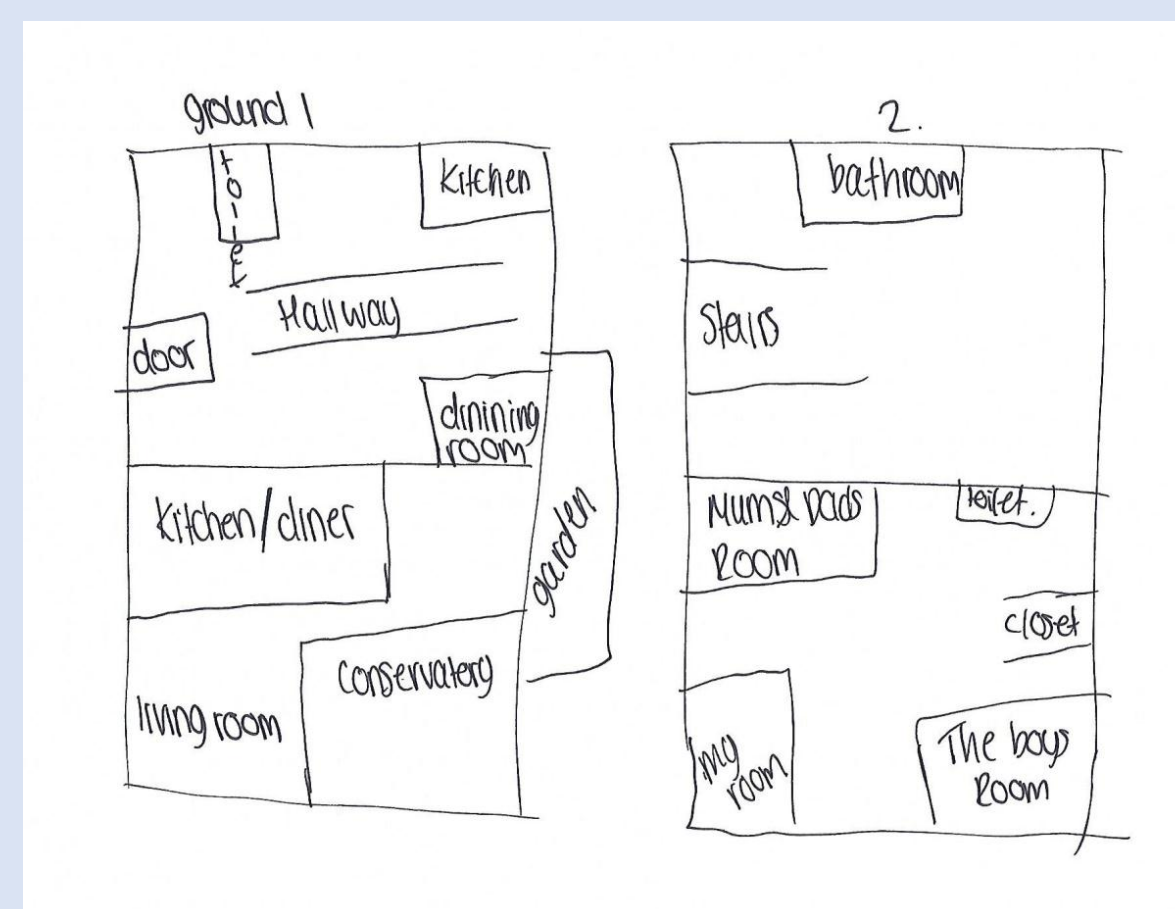 ground 1
toilet
Kitchen
Hallway
door
dinining
room
Kitchen/diner
garden
Conservatery
living room
2.
bathroom
Stairs
Mums & Dads
Room
toilet.
closet
my
room
The boys
Room